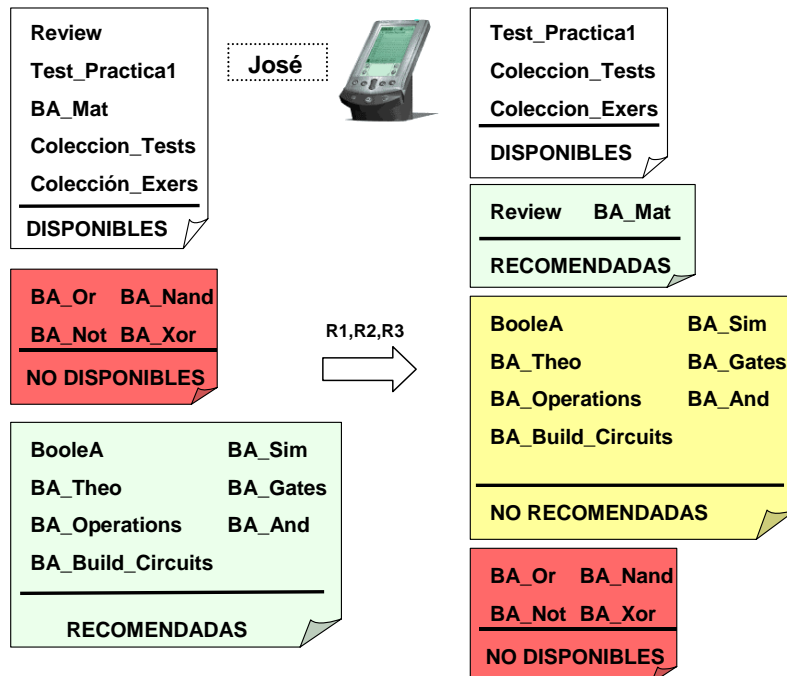 Review
Test_Practica1
BA_Mat
Coleccion_Tests
Colección_Exers
DISPONIBLES
José
BA_Or BA_Nand
BA_Not BA_Xor
NO DISPONIBLES
BooleA BA_Sim
BA_Theo BA_Gates
BA_Operations BA_And
BA_Build_Circuits
RECOMENDADAS
R1,R2,R3
Test_Practica1
Coleccion_Tests
Coleccion_Exers
DISPONIBLES
Review BA_Mat
RECOMENDADAS
BooleA BA_Sim
BA_Theo BA_Gates
BA_Operations BA_And
BA_Build_Circuits
NO RECOMENDADAS
BA_Or BA_Nand
BA_Not BA_Xor
NO DISPONIBLES